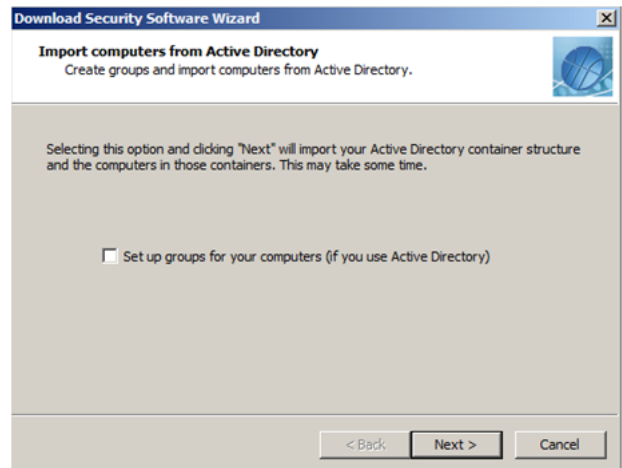 Download Security Software Wizard
Import computers from Active Directory
Create groups and import computers from Active Directory.
Selecting this option and clicking "Next" will import your Active Directory container structure
and the computers in those containers. This may take some time.
Set up groups for your computers (if you use Active Directory)
< Back
Next >
Cancel